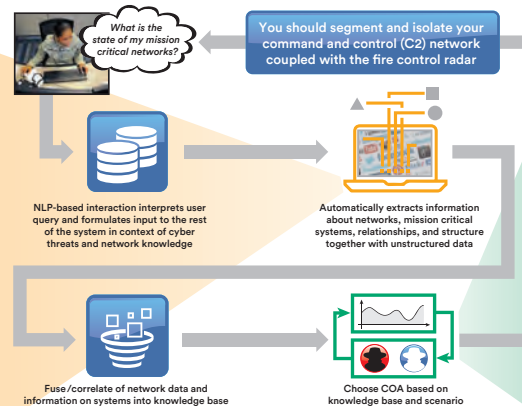 What is the
state of my mission
critical networks?
You should segment and isolate your
command and control (C2) network
coupled with the fire control radar
NLP-based interaction interprets user
query and formulates input to the rest
of the system in context of cyber
threats and network knowledge
Automatically extracts information
about networks, mission critical
systems, relationships, and structure
together with unstructured data
Fuse/correlate of network data and
information on systems into knowledge base
Choose COA based on
knowledge base and scenario